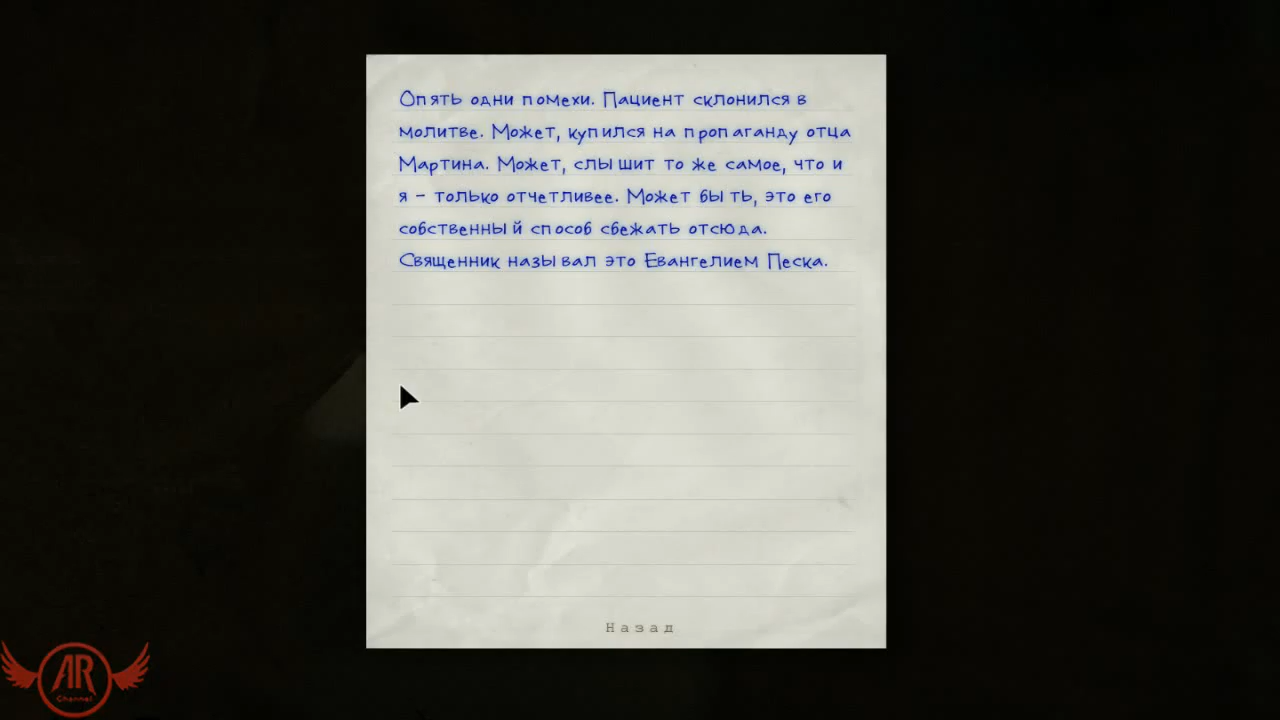 Опять одни помехи. Пациент склонился в
молитве. Может, купился на пропаганду отца
Мартина. Может, слышит то же самое, что и
я - только отчетливее. Может быть, это его
собственный способ сбежать отсюда.
Священник называл это Евангелием Песка.
Назад
AR
Channel